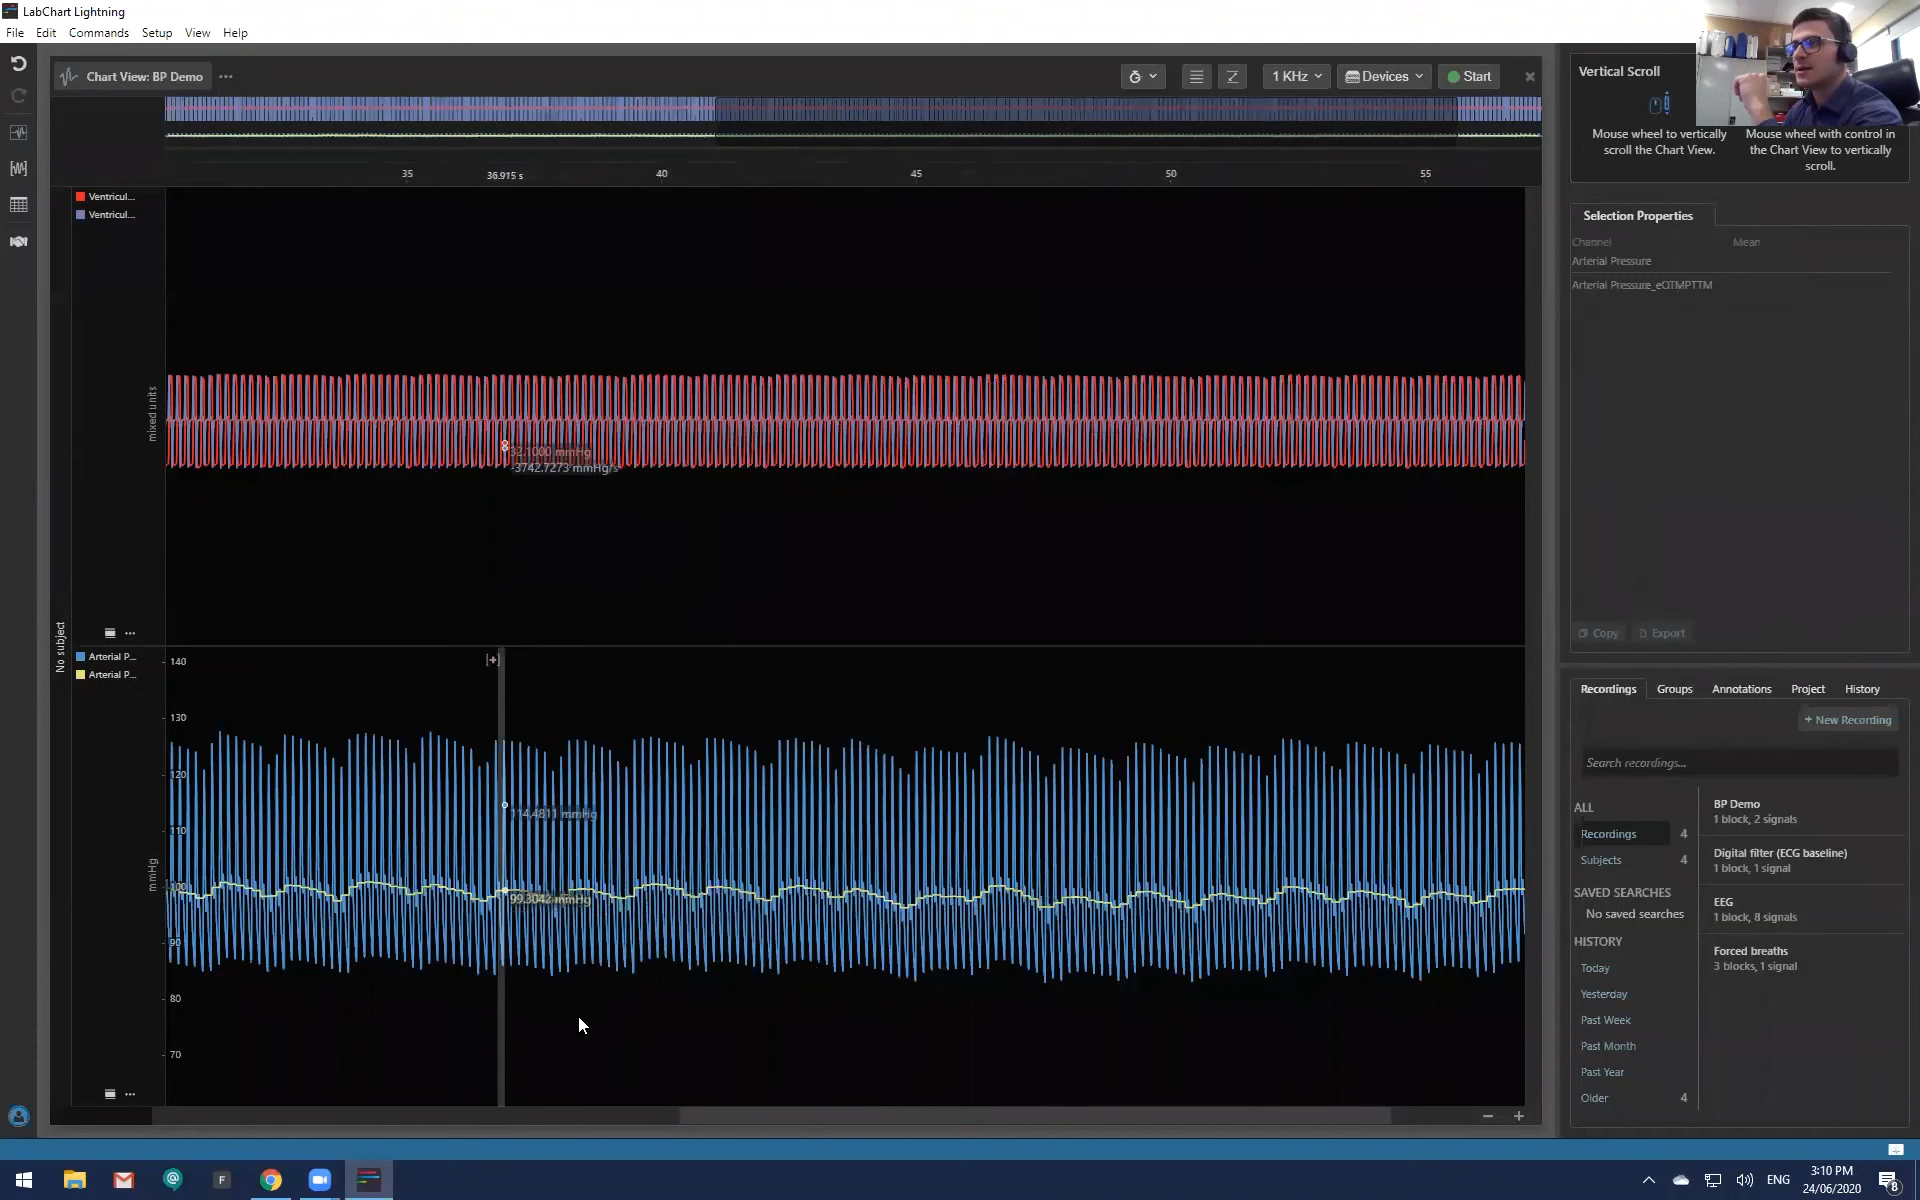 LabChart Lightning
File Edit Commands Setup View Help
Chart View: BP Demo ...
1 KHz Devices Start
35 36.915 s 40 45 50 55
Ventricul...
Ventricul...
mixed units
32.1000 mmHg
-3742.7273 mmHg/s
No subject
Arterial P...
Arterial P...
mmHg
140
130
120
110
100
90
80
70
114.4811 mmHg
99.3042 mmHg
Vertical Scroll
Mouse wheel to vertically
scroll the Chart View.
Mouse wheel with control in
the Chart View to vertically
scroll.
Selection Properties
Channel Mean
Arterial Pressure
Arterial Pressure_eOTMPTTM
Copy Export
Recordings Groups Annotations Project History
+ New Recording
Search recordings...
ALL
Recordings 4
Subjects 4
SAVED SEARCHES
No saved searches
HISTORY
Today
Yesterday
Past Week
Past Month
Past Year
Older 4
BP Demo
1 block, 2 signals
Digital filter (ECG baseline)
1 block, 1 signal
EEG
1 block, 8 signals
Forced breaths
3 blocks, 1 signal
F
ENG
3:10 PM
24/06/2020
8